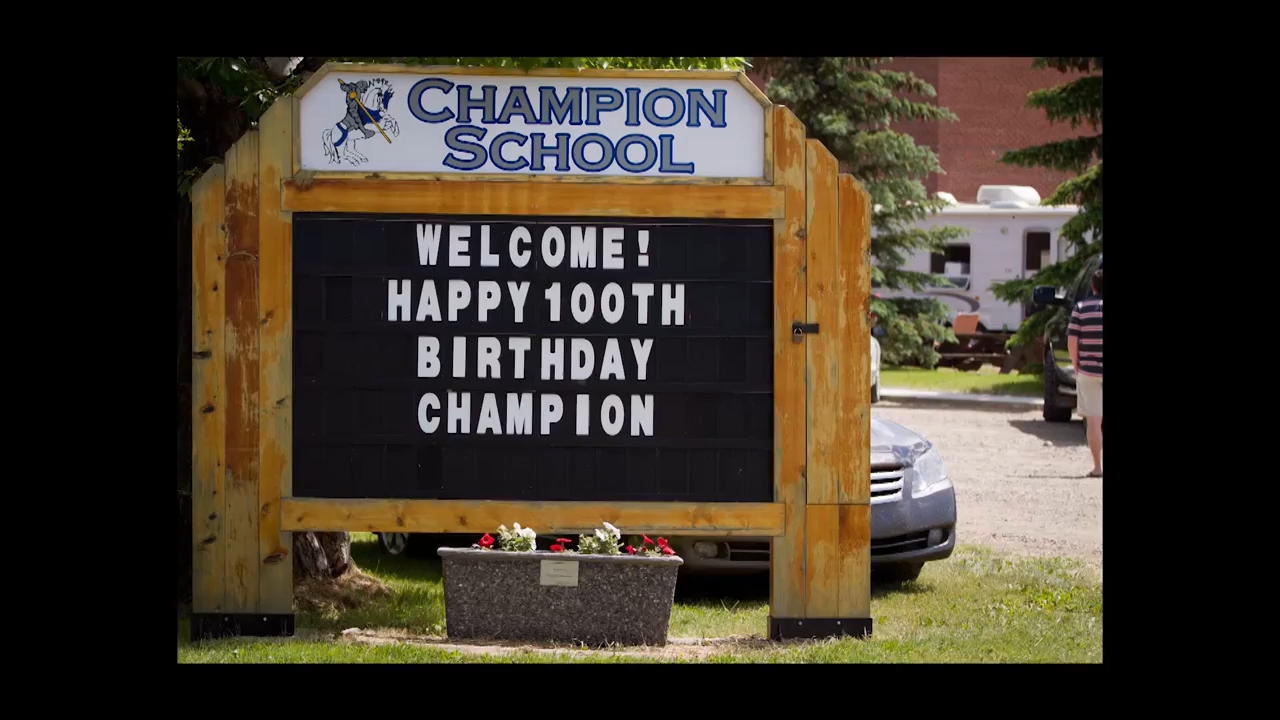 CHAMPION
SCHOOL
WELCOME!
HAPPY 100TH
BIRTHDAY
CHAMPION